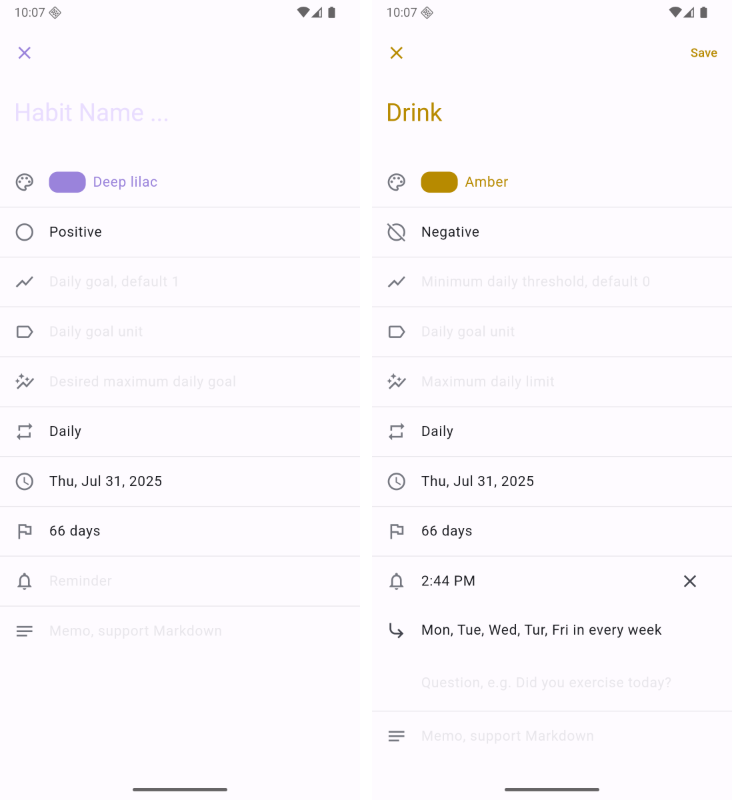 10:07
Habit Name ...
Deep lilac
Positive
Daily goal, default 1
Daily goal unit
Desired maximum daily goal
Daily
Thu, Jul 31, 2025
66 days
Reminder
Memo, support Markdown
10:07
Save
Drink
Amber
Negative
Minimum daily threshold, default 0
Daily goal unit
Maximum daily limit
Daily
Thu, Jul 31, 2025
66 days
2:44 PM
Mon, Tue, Wed, Tur, Fri in every week
Question, e.g. Did you exercise today?
Memo, support Markdown